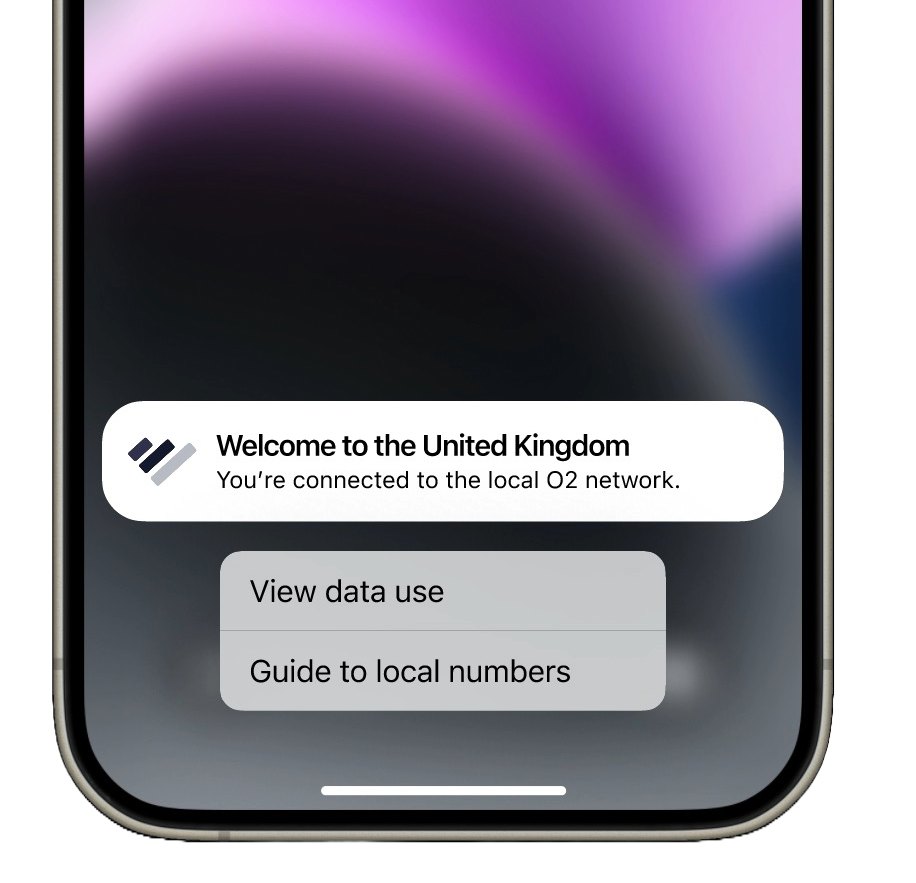 Welcome to the United Kingdom
You’re connected to the local O2 network.
View data use
Guide to local numbers